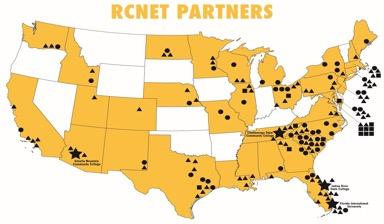 RCNET PARTNERS
Chattanooga State
Community College
Estrella Mountain
Community College
Indian River
State College
Florida International
University